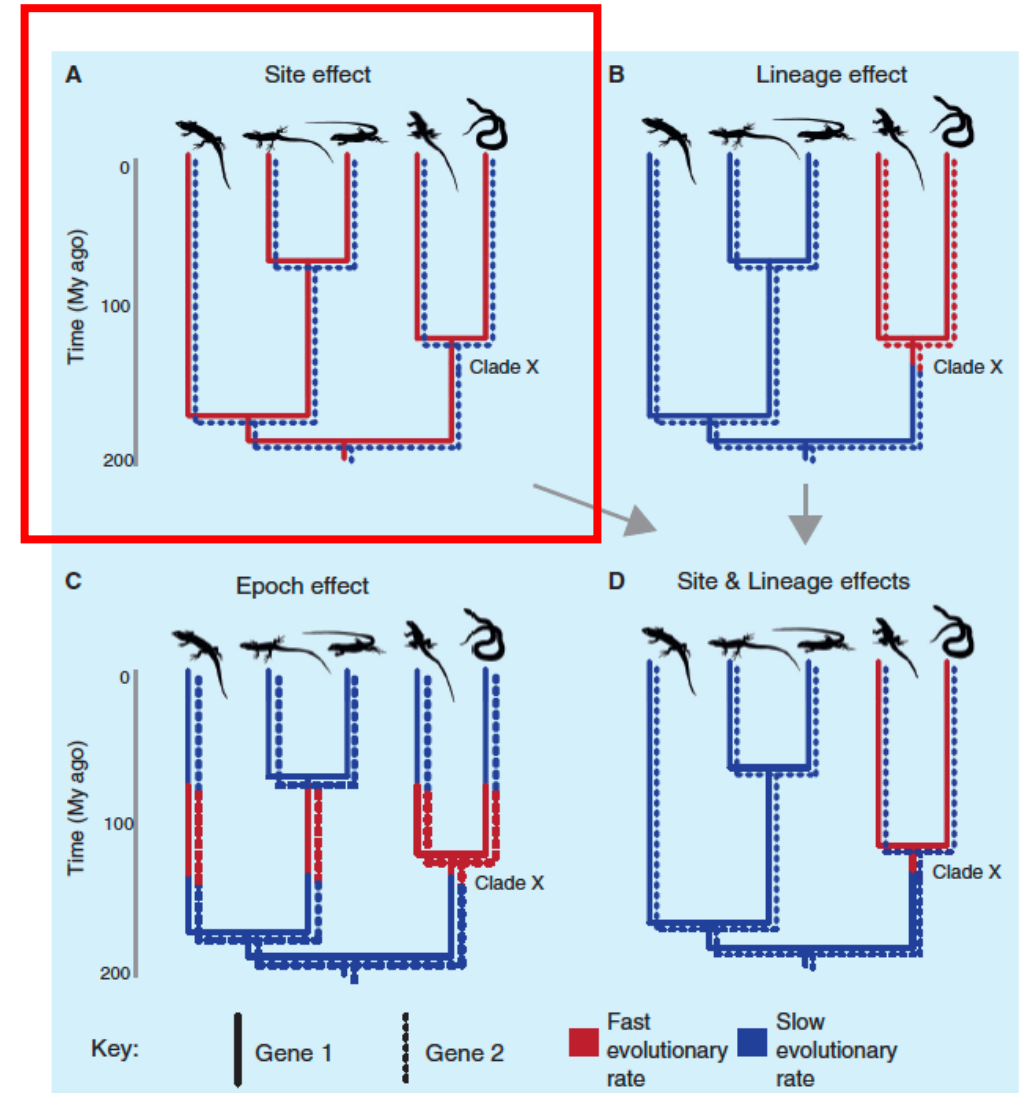 A Site effect
Time (My ago)
0
100
200
Clade X
B Lineage effect
Clade X
C Epoch effect
Time (My ago)
0
100
200
Clade X
D Site & Lineage effects
Clade X
Key:
Gene 1
Gene 2
Fast
evolutionary
rate
Slow
evolutionary
rate